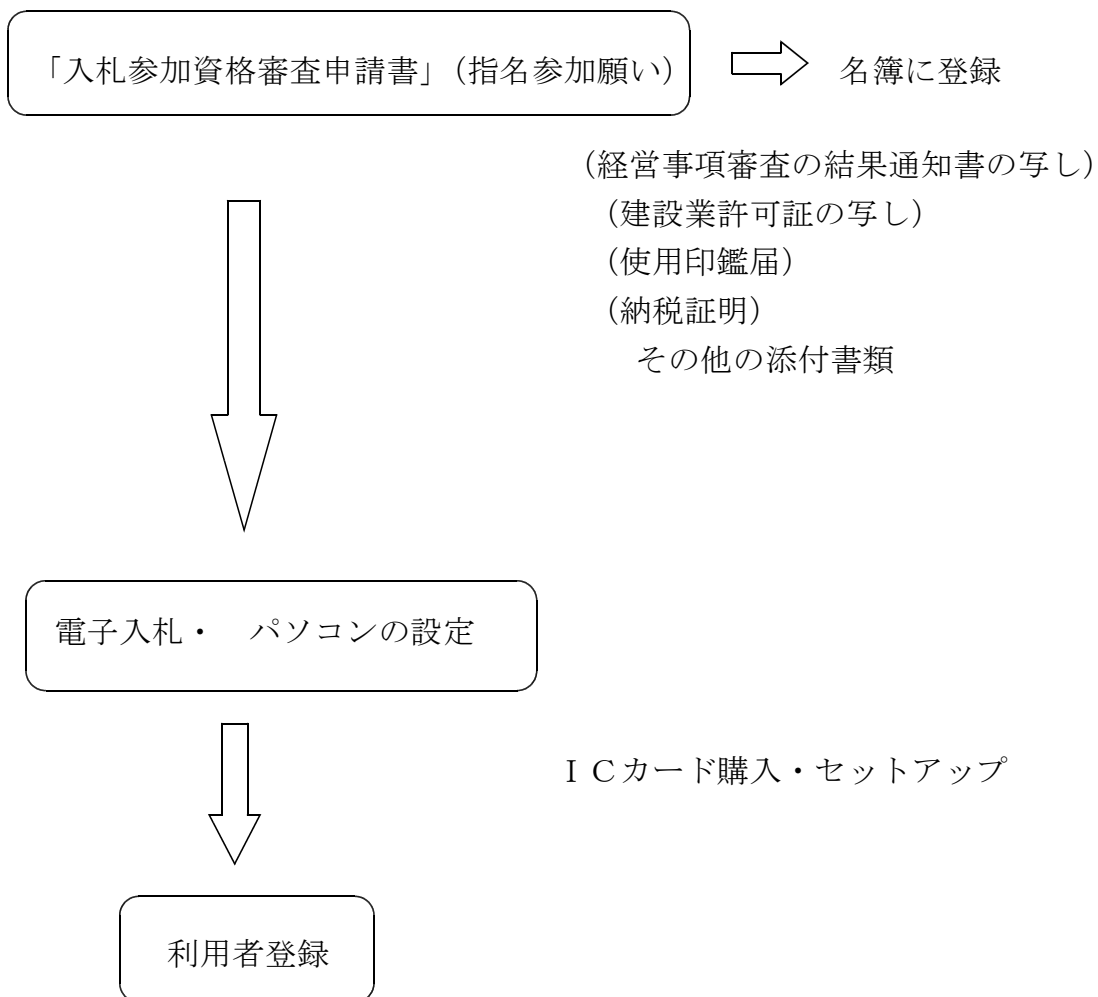 「入札参加資格審査申請書」（指名参加願い）
名簿に登録
（経営事項審査の結果通知書の写し）
（建設業許可証の写し）
（使用印鑑届）
（納税証明）
その他の添付書類
電子入札・　パソコンの設定
ＩＣカード購入・セットアップ
利用者登録